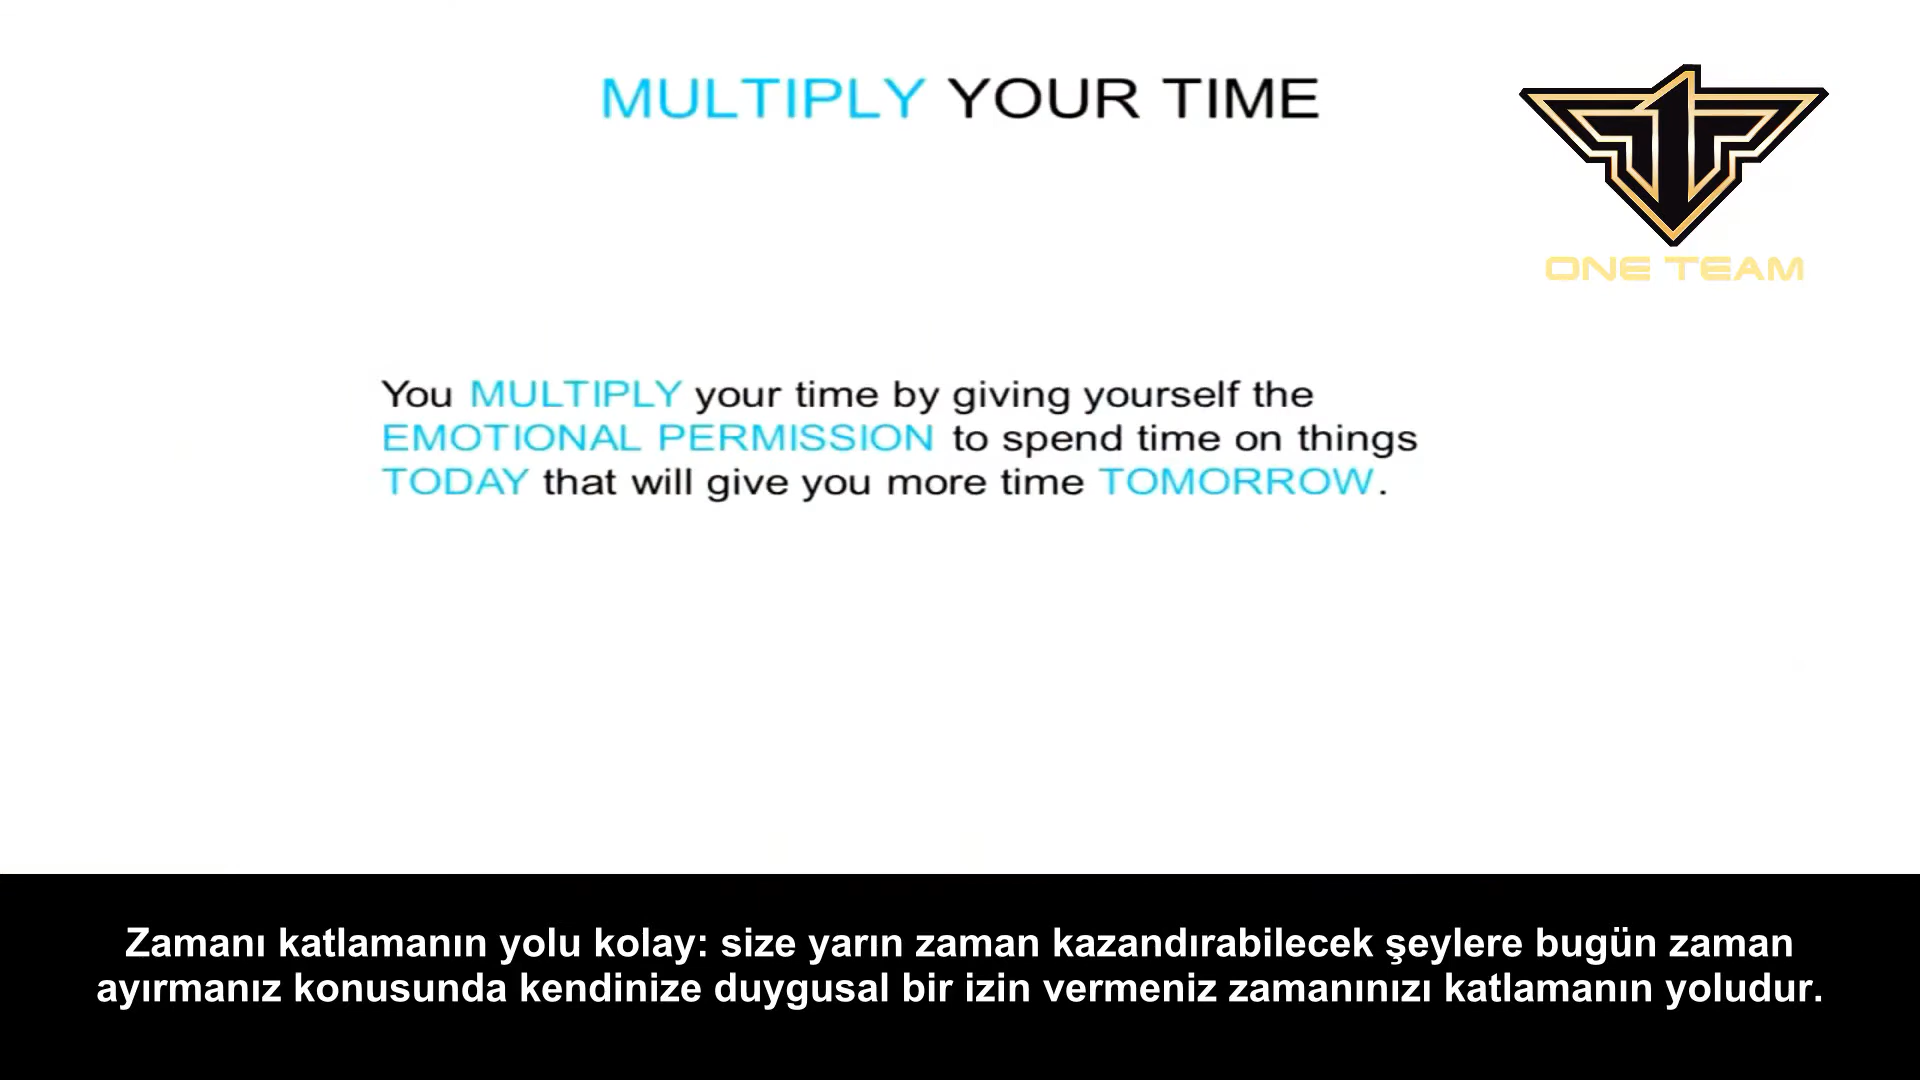 MULTIPLY YOUR TIME
ONE TEAM
You MULTIPLY your time by giving yourself the
EMOTIONAL PERMISSION to spend time on things
TODAY that will give you more time TOMORROW.
Zamanı katlamanın yolu kolay: size yarın zaman kazandırabilecek şeylere bugün zaman
ayırmanız konusunda kendinize duygusal bir izin vermeniz zamanınızı katlamanın yoludur.